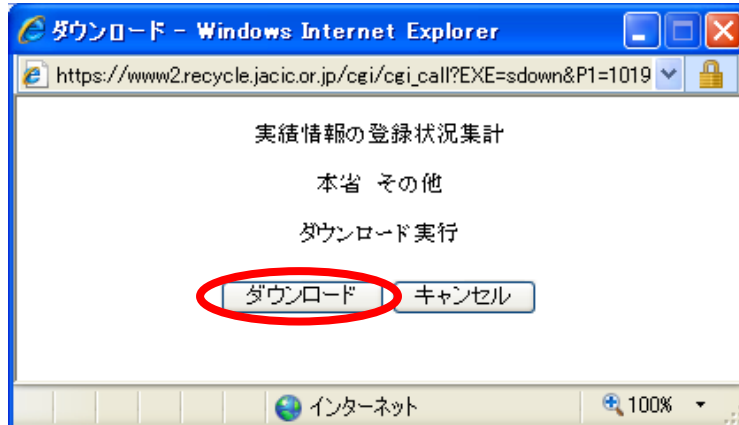 ダウンロード - Windows Internet Explorer
https://www2.recycle.jacic.or.jp/cgi/cgi_call?EXE=sdown&P1=1019
実績情報の登録状況集計
本省 その他
ダウンロード実行
ダウンロード キャンセル
インターネット 100%